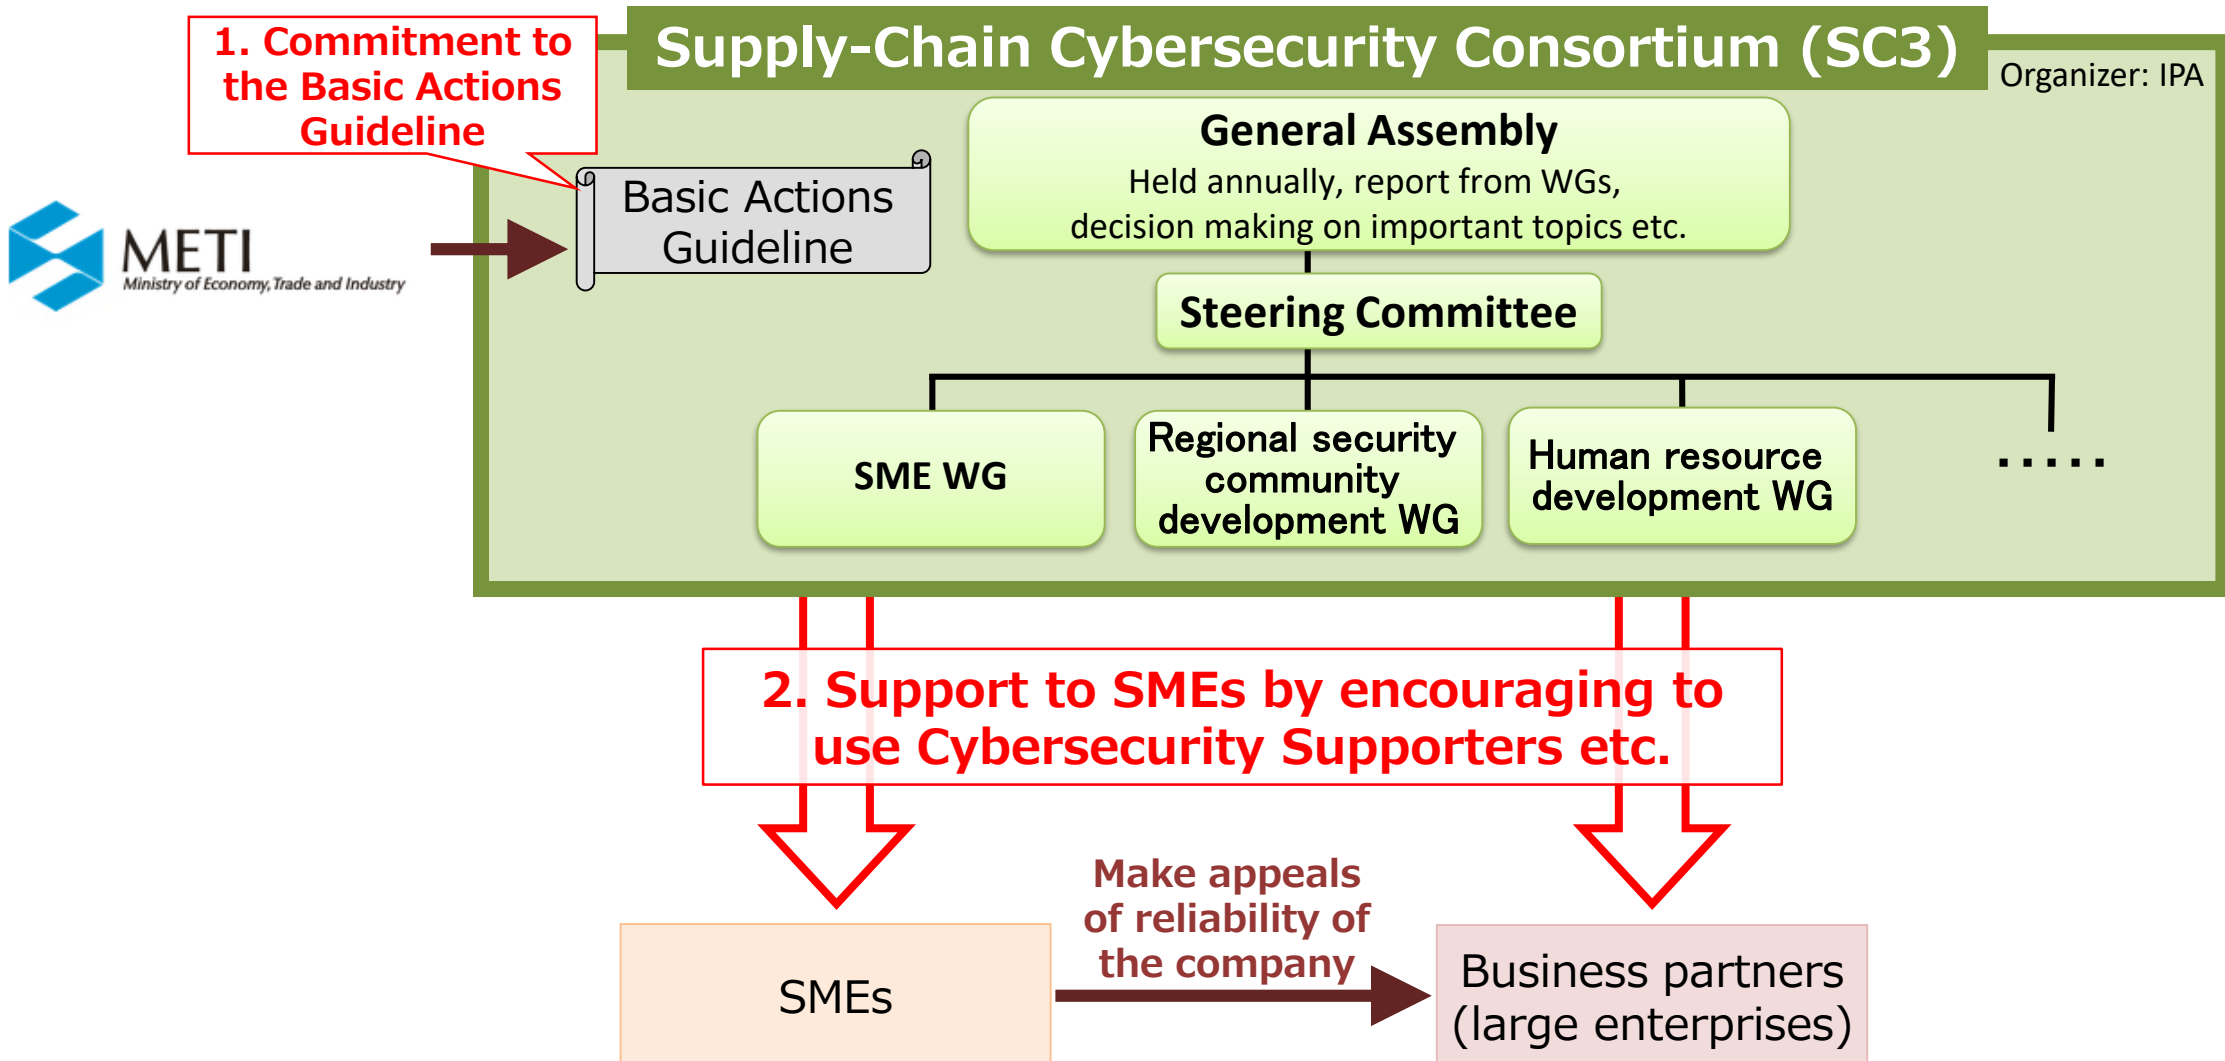 1. Commitment to
the Basic Actions
Guideline
Supply-Chain Cybersecurity Consortium (SC3)
Organizer: IPA
General Assembly
Held annually, report from WGs,
decision making on important topics etc.
Basic Actions
Guideline
METI
Ministry of Economy, Trade and Industry
Steering Committee
SME WG
Regional security
community
development WG
Human resource
development WG
.....
2. Support to SMEs by encouraging to
use Cybersecurity Supporters etc.
Make appeals
of reliability of
the company
SMEs
Business partners
(large enterprises)